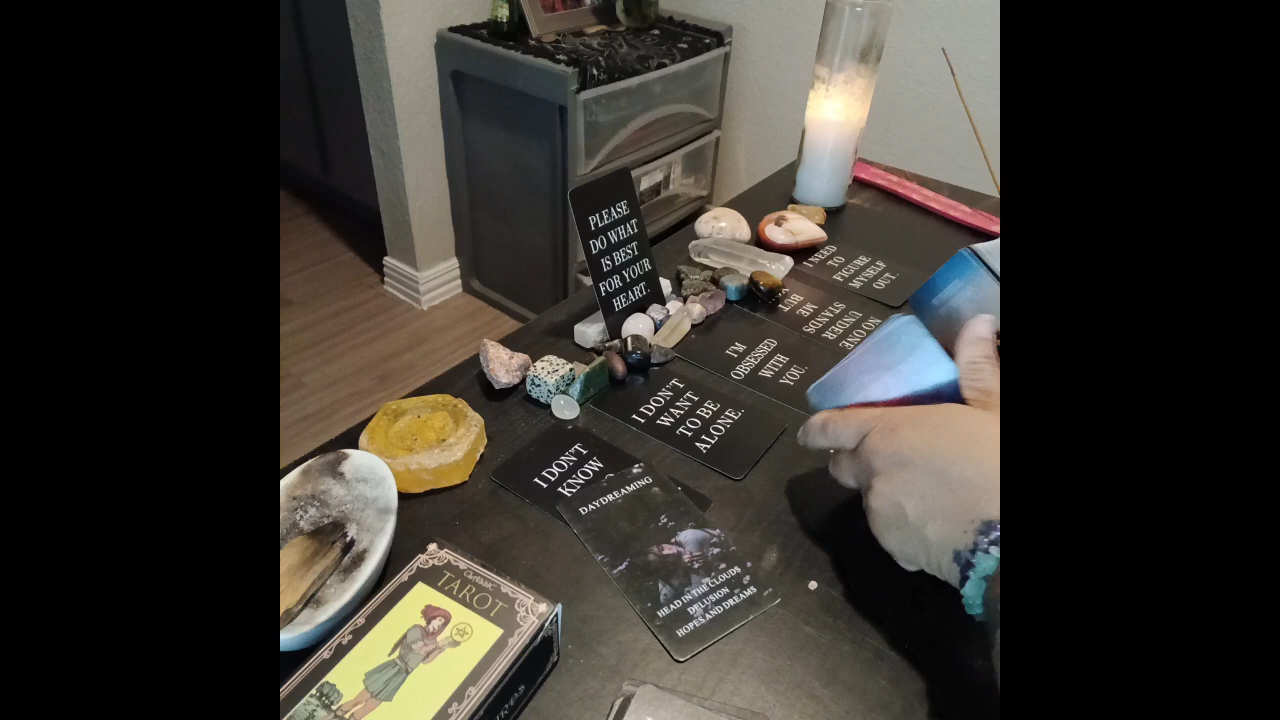 PLEASE
DO WHAT
IS BEST
FOR YOUR
HEART.
I NEED
TO
FIGURE
MYSELF
OUT.
NO ONE
UNDER
STANDS
ME
BUT
I'M
OBSESSED
WITH
YOU.
I DON'T
WANT
TO BE
ALONE.
I DON'T
KNOW
DAYDREAMING
HEAD IN THE CLOUDS
DELUSION
HOPES AND DREAMS
CLASSIC
TAROT